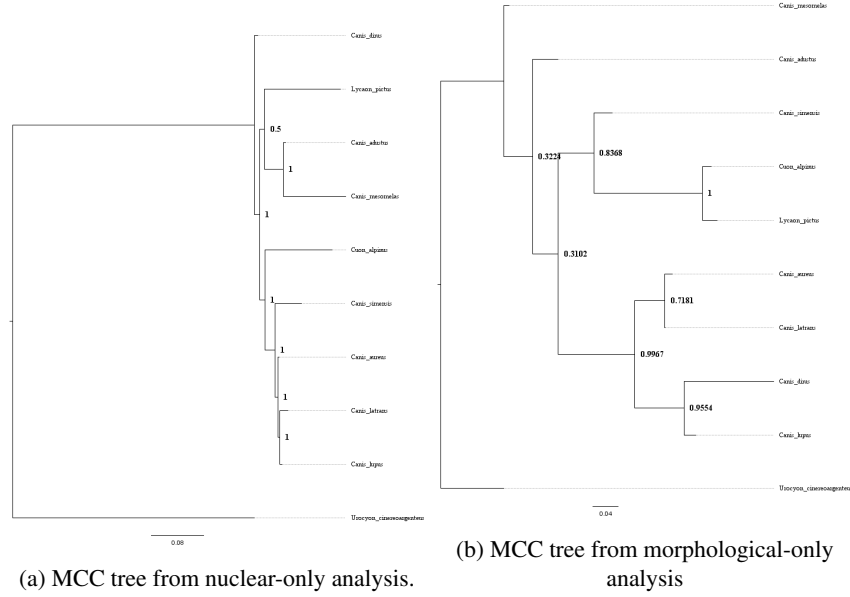 Canis_dirus
Lycaon_pictus
0.5
Canis_adustus
1
Canis_mesomelas
1
Cuon_alpinus
1
Canis_simensis
1
Canis_aureus
1
Canis_latrans
1
Canis_lupus
Urocyon_cinereoargenteus
0.08
(a) MCC tree from nuclear-only analysis.
Canis_mesomelas
Canis_adustus
Canis_simensis
0.3224
0.8368
Cuon_alpinus
1
Lycaon_pictus
0.3102
Canis_aureus
0.7181
Canis_latrans
0.9967
Canis_dirus
0.9554
Canis_lupus
Urocyon_cinereoargenteus
0.04
(b) MCC tree from morphological-only
analysis